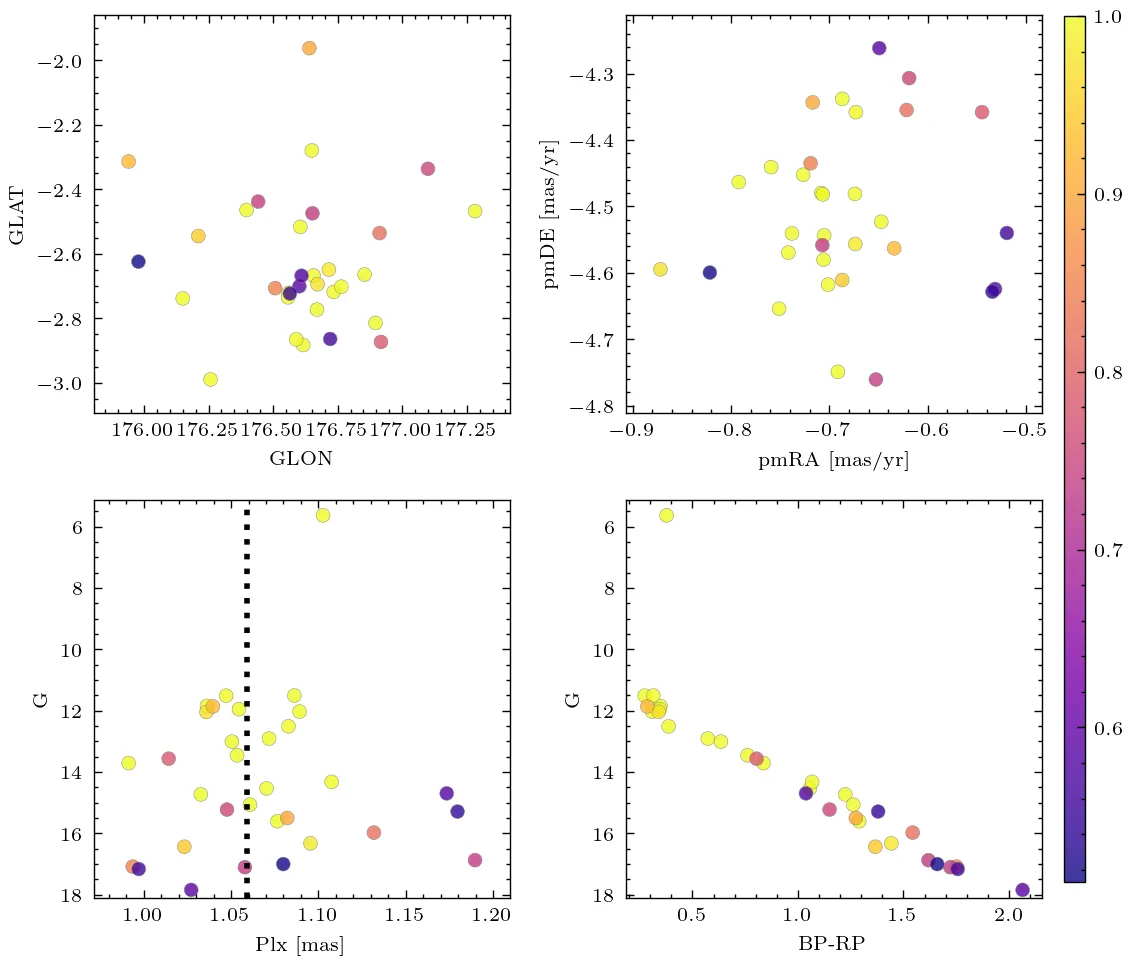 −2.0
−2.2
−2.4
−2.6
−2.8
−3.0
GLAT
176.00 176.25 176.50 176.75 177.00 177.25
GLON
−4.3
−4.4
−4.5
−4.6
−4.7
−4.8
pmDE [mas/yr]
−0.9 −0.8 −0.7 −0.6 −0.5
pmRA [mas/yr]
6
8
10
12
14
16
18
G
1.00 1.05 1.10 1.15 1.20
Plx [mas]
6
8
10
12
14
16
18
G
0.5 1.0 1.5 2.0
BP-RP
1.0
0.9
0.8
0.7
0.6